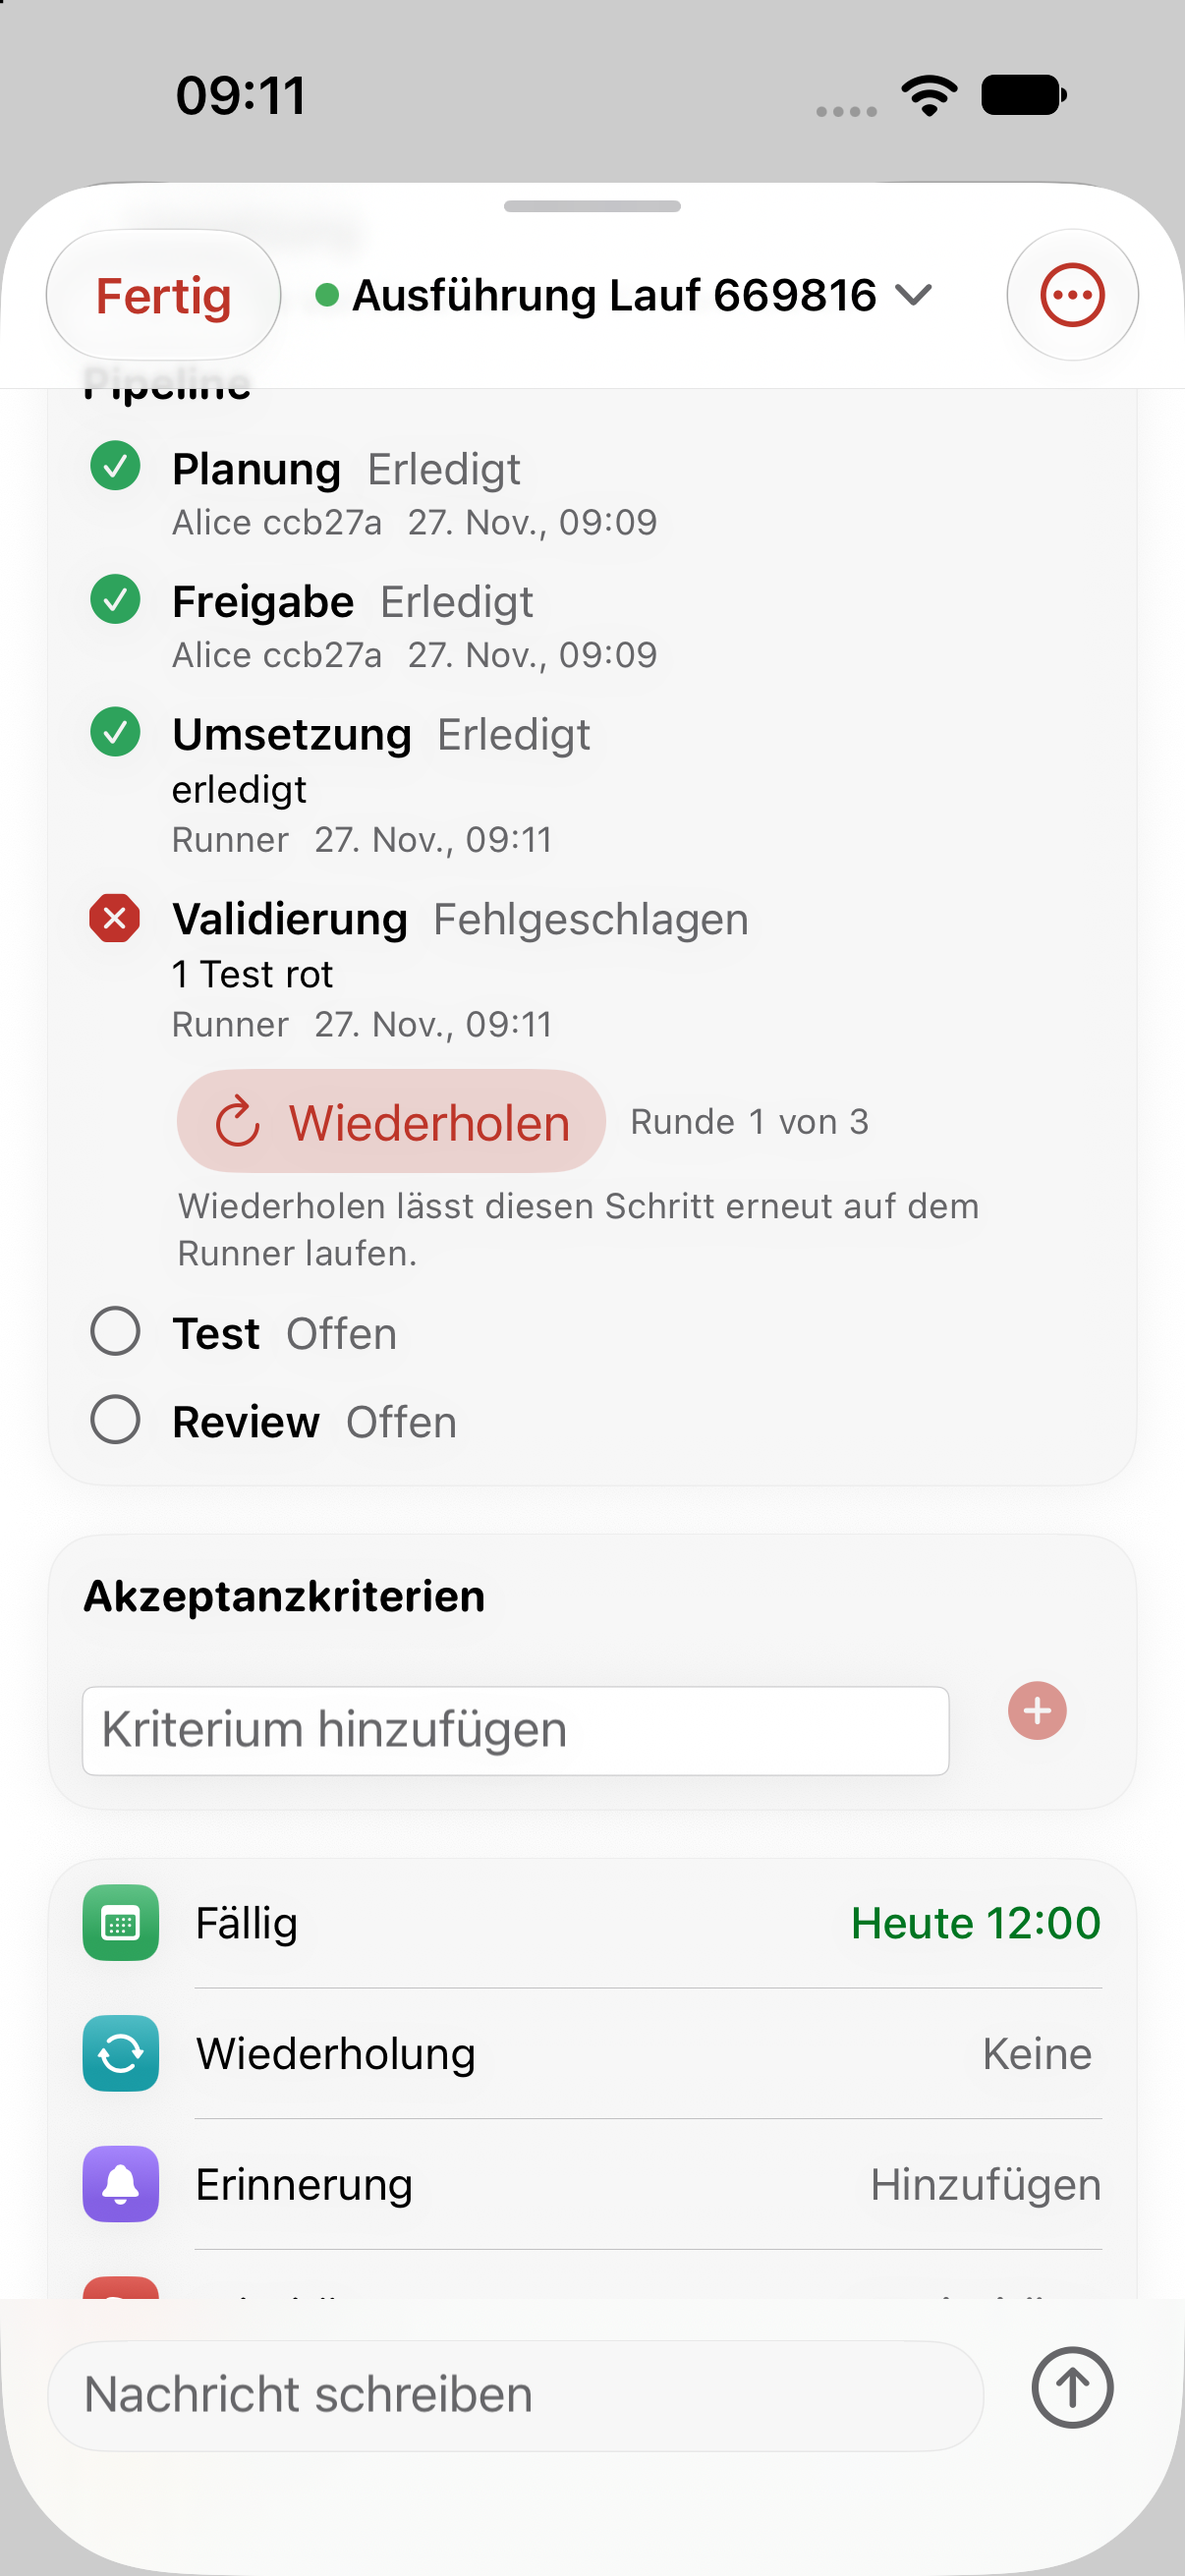 09:11
Fertig
Ausführung Lauf 669816
Pipeline
Planung Erledigt
Alice ccb27a 27. Nov., 09:09
Freigabe Erledigt
Alice ccb27a 27. Nov., 09:09
Umsetzung Erledigt
erledigt
Runner 27. Nov., 09:11
Validierung Fehlgeschlagen
1 Test rot
Runner 27. Nov., 09:11
Wiederholen Runde 1 von 3
Wiederholen lässt diesen Schritt erneut auf dem
Runner laufen.
Test Offen
Review Offen
Akzeptanzkriterien
Kriterium hinzufügen
Fällig Heute 12:00
Wiederholung Keine
Erinnerung Hinzufügen
Nachricht schreiben